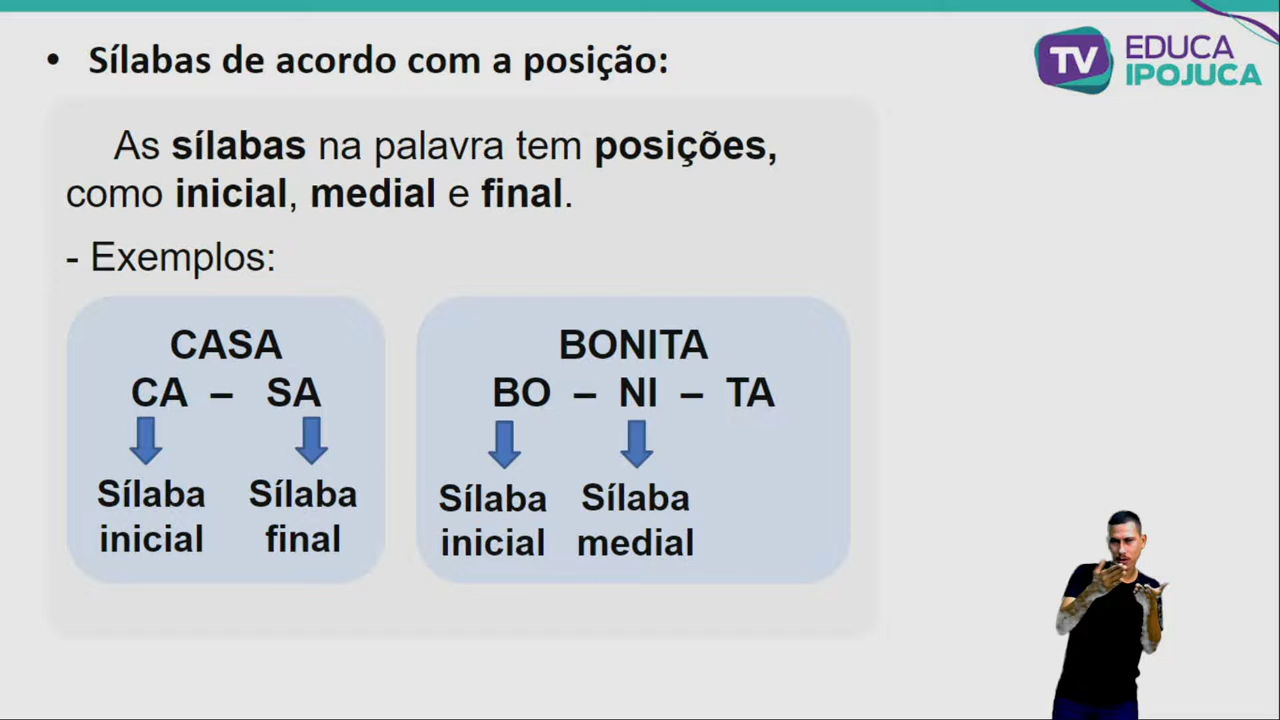 • Sílabas de acordo com a posição:
TV EDUCA
IPOJUCA
As sílabas na palavra tem posições,
como inicial, medial e final.
- Exemplos:
CASA
CA – SA
Sílaba Sílaba
inicial final
BONITA
BO – NI – TA
Sílaba Sílaba
inicial medial